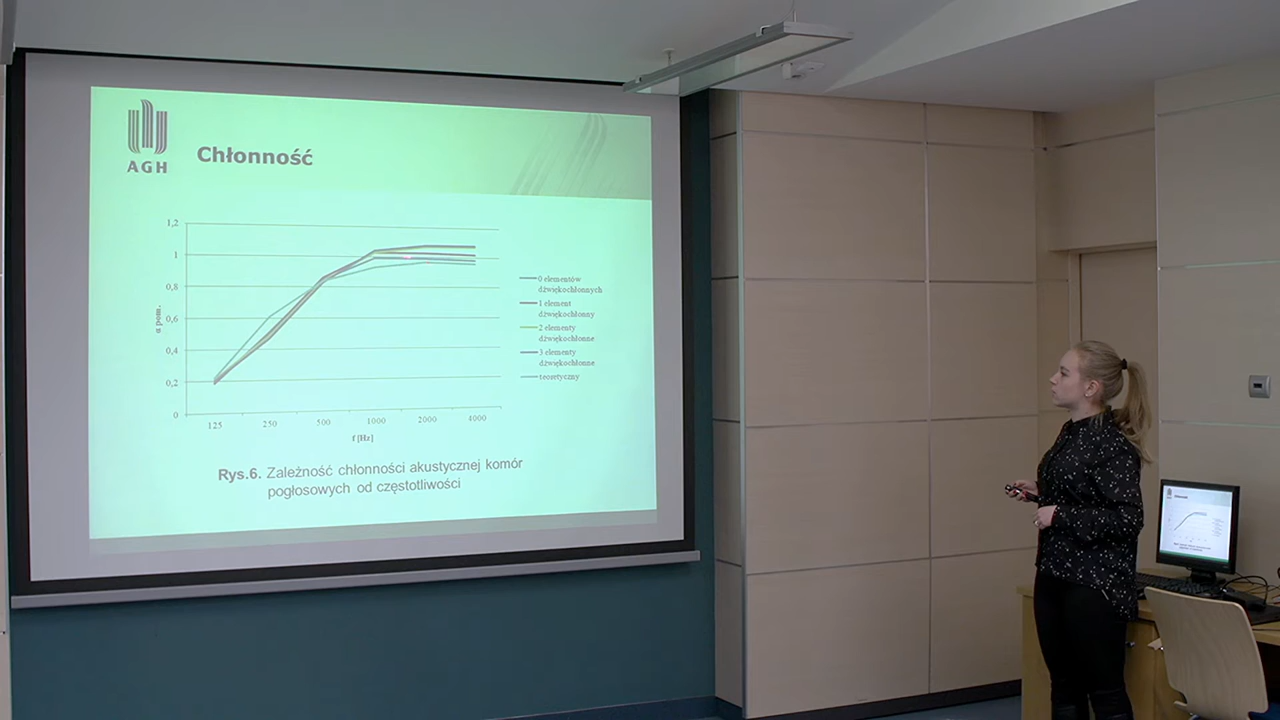 AGH
Chłonność
1,2
1
0,8
0,6
0,4
0,2
0
α pom.
125 250 500 1000 2000 4000
f [Hz]
0 elementów
dźwiękochłonnych
1 element
dźwiękochłonny
2 elementy
dźwiękochłonne
3 elementy
dźwiękochłonne
teoretyczny
Rys.6. Zależność chłonności akustycznej komór
pogłosowych od częstotliwości
Chłonność